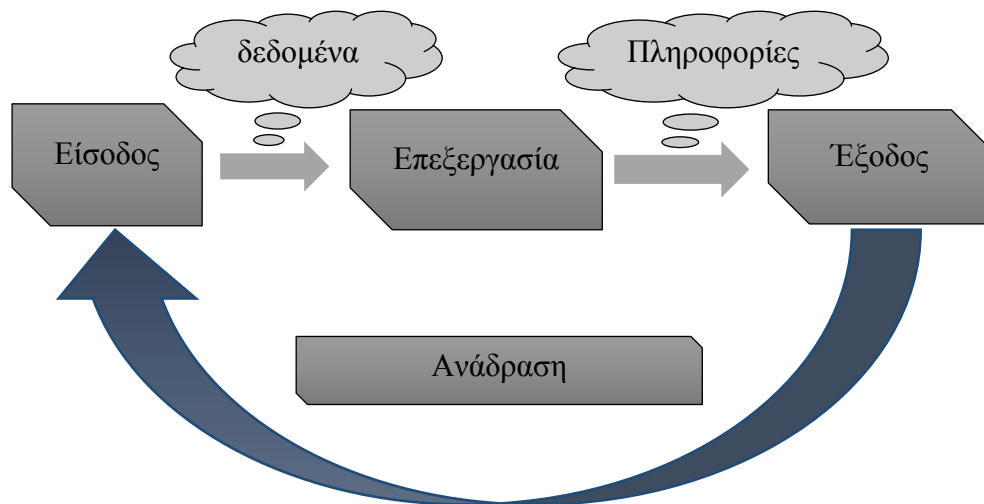 δεδομένα
Πληροφορίες
Είσοδος
Επεξεργασία
Έξοδος
Ανάδραση